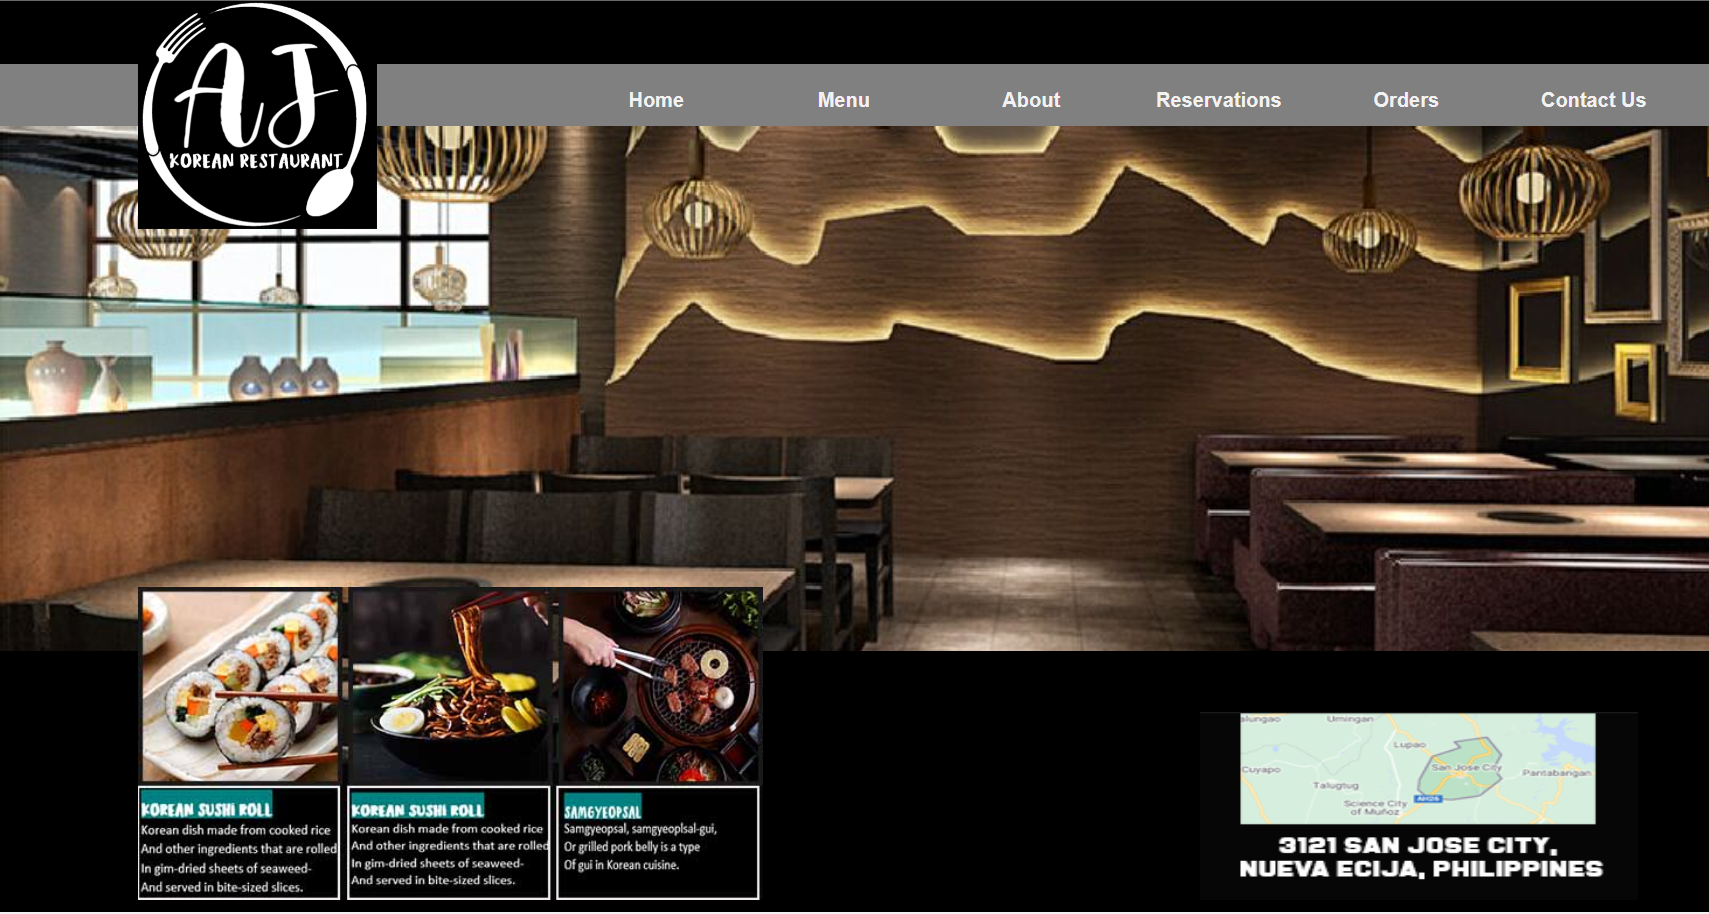 AJ
KOREAN RESTAURANT
Home
Menu
About
Reservations
Orders
Contact Us
KOREAN SUSHI ROLL
Korean dish made from cooked rice
And other ingredients that are rolled
In gim-dried sheets of seaweed-
And served in bite-sized slices.
KOREAN SUSHI ROLL
Korean dish made from cooked rice
And other ingredients that are rolled
In gim-dried sheets of seaweed-
And served in bite-sized slices.
SAMGYEOPSAL
Samgyeopsal, samgyeoplsal-gui,
Or grilled pork belly is a type
Of gui in Korean cuisine.
alungao
Umingan
Lupao
Cuyapo
San Jose City
Pantabangan
Talugtug
AH26
Science City
of Muñoz
3121 SAN JOSE CITY,
NUEVA ECIJA, PHILIPPINES